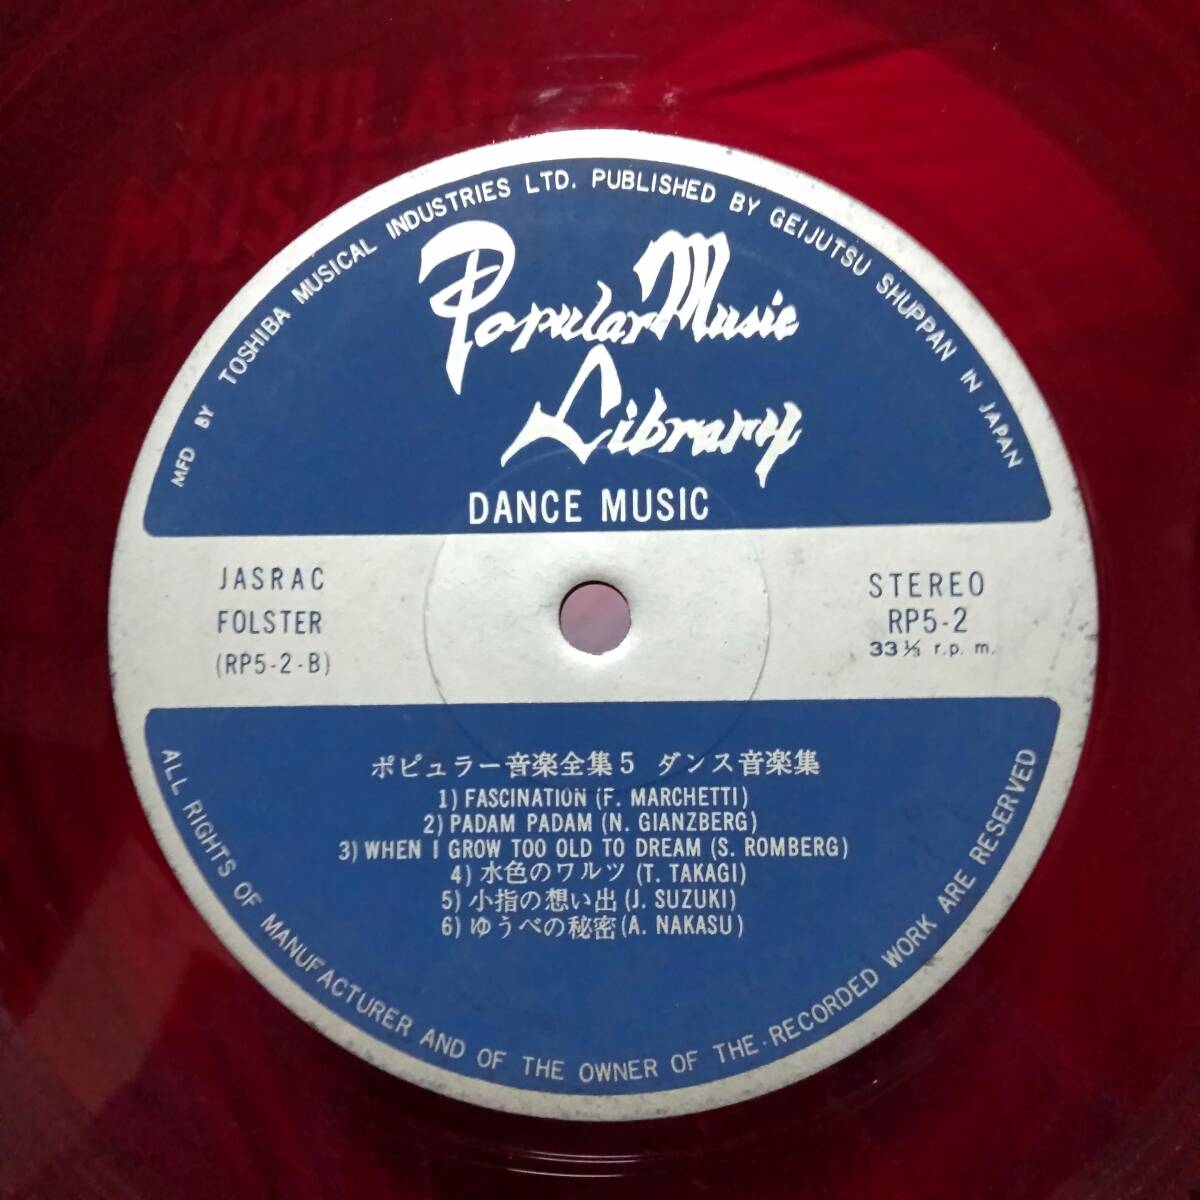 MFD BY TOSHIBA MUSICAL INDUSTRIES LTD. PUBLISHED BY GEIJUTSU SHUPPAN IN JAPAN
Popular Music
Library
DANCE MUSIC
JASRAC
FOLSTER
(RP5-2-B)
STEREO
RP5-2
33⅓ r.p.m.
ポピュラー音楽全集5 ダンス音楽集
1) FASCINATION (F. MARCHETTI)
2) PADAM PADAM (N. GIANZBERG)
3) WHEN I GROW TOO OLD TO DREAM (S. ROMBERG)
4) 水色のワルツ (T. TAKAGI)
5) 小指の想い出 (J. SUZUKI)
6) ゆうべの秘密 (A. NAKASU)
ALL RIGHTS OF MANUFACTURER AND OF THE OWNER OF THE RECORDED WORK ARE RESERVED